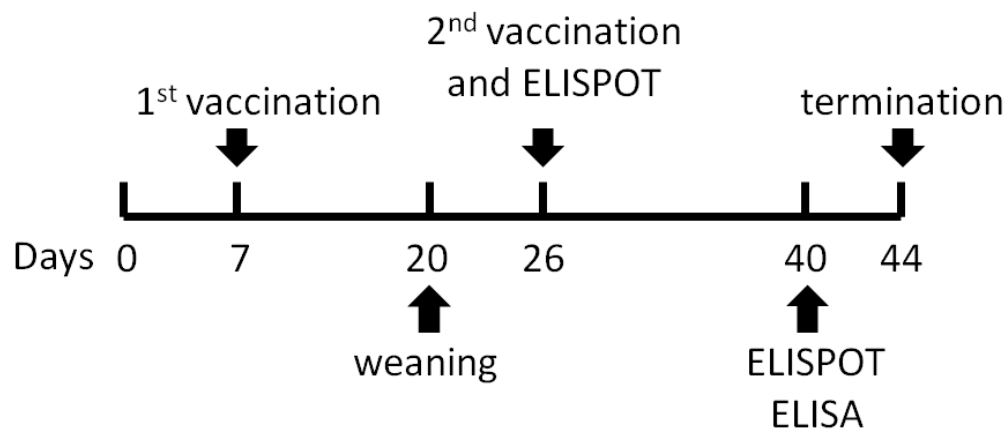 2nd vaccination
and ELISPOT
1st vaccination
termination
Days 0 7 20 26 40 44
weaning
ELISPOT
ELISA